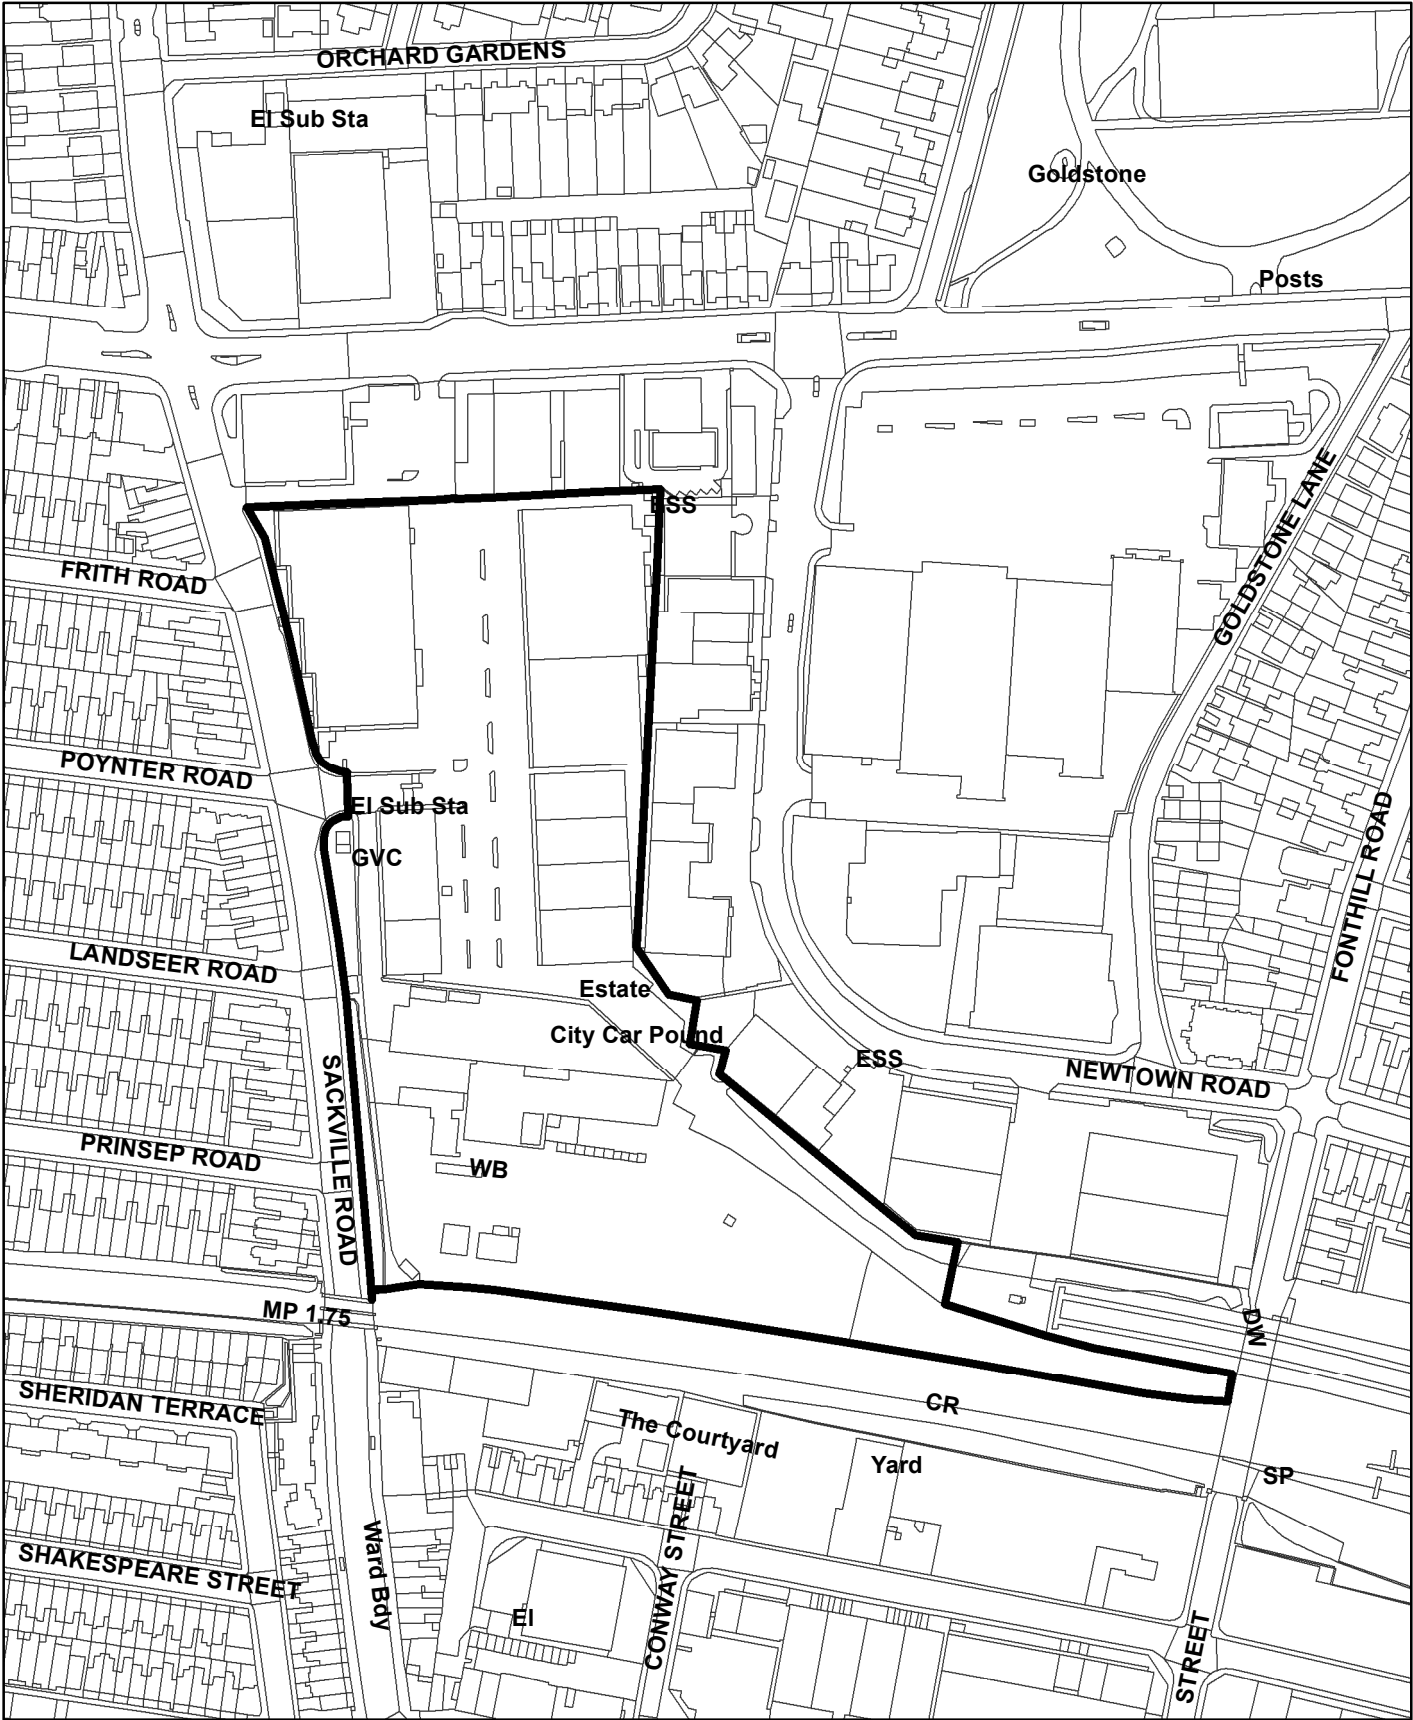 ORCHARD GARDENS
El Sub Sta
Goldstone
Posts
ESS
GOLDSTONE LANE
FRITH ROAD
POYNTER ROAD
El Sub Sta
GVC
FONTHILL ROAD
LANDSEER ROAD
Estate
City Car Pound
ESS
NEWTOWN ROAD
SACKVILLE ROAD
PRINSEP ROAD
WB
MP 1.75
DW
SHERIDAN TERRACE
CR
The Courtyard
Yard
SP
CONWAY STREET
Ward Bdy
SHAKESPEARE STREET
El
STREET